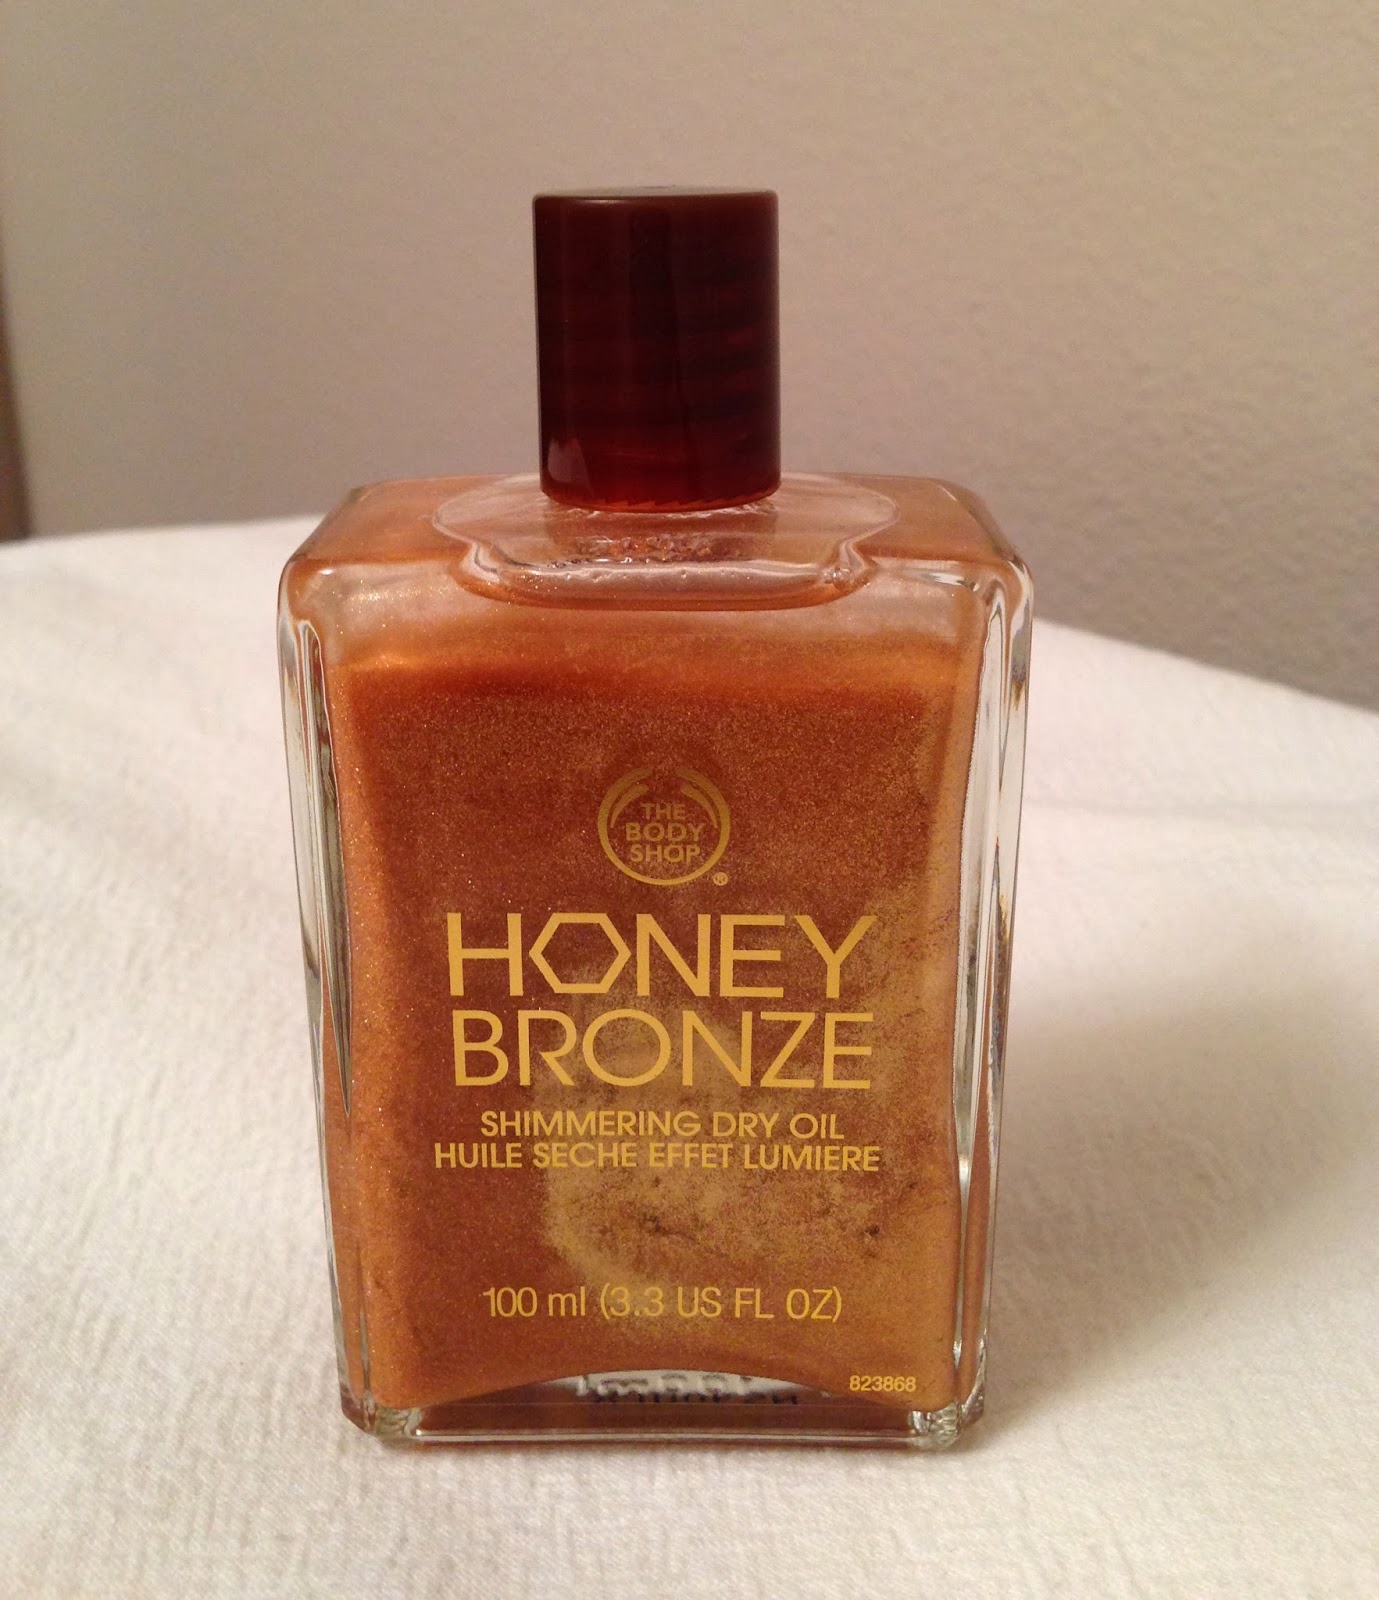 THE
BODY
SHOP
®
HONEY
BRONZE
SHIMMERING DRY OIL
HUILE SECHE EFFET LUMIERE
100 ml (3.3 US FL OZ)
823868